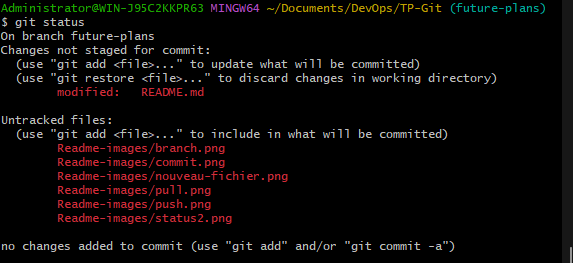 Administrator@WIN-J95C2KKPR63 MINGW64 ~/Documents/DevOps/TP-Git (future-plans)
$ git status
On branch future-plans
Changes not staged for commit:
  (use "git add <file>..." to update what will be committed)
  (use "git restore <file>..." to discard changes in working directory)
        modified:   README.md

Untracked files:
  (use "git add <file>..." to include in what will be committed)
        Readme-images/branch.png
        Readme-images/commit.png
        Readme-images/nouveau-fichier.png
        Readme-images/pull.png
        Readme-images/push.png
        Readme-images/status2.png

no changes added to commit (use "git add" and/or "git commit -a")